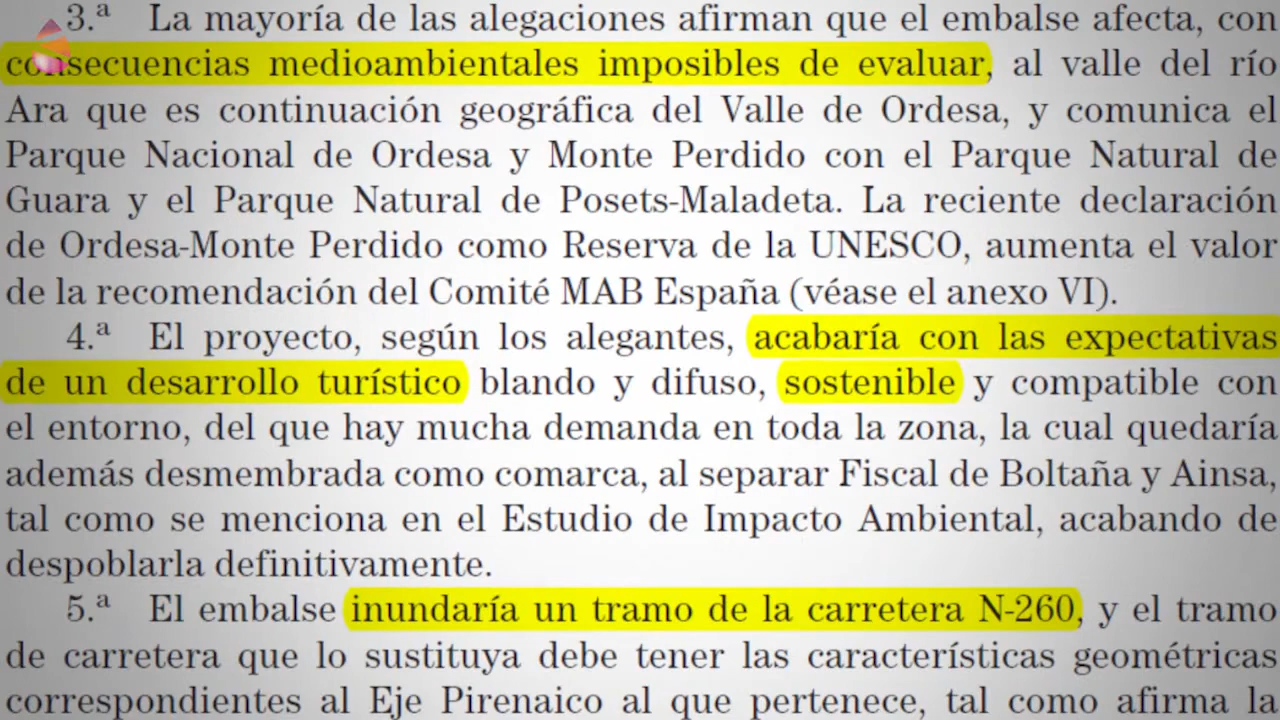 3.ª La mayoría de las alegaciones afirman que el embalse afecta, con
consecuencias medioambientales imposibles de evaluar, al valle del río
Ara que es continuación geográfica del Valle de Ordesa, y comunica el
Parque Nacional de Ordesa y Monte Perdido con el Parque Natural de
Guara y el Parque Natural de Posets-Maladeta. La reciente declaración
de Ordesa-Monte Perdido como Reserva de la UNESCO, aumenta el valor
de la recomendación del Comité MAB España (véase el anexo VI).
4.ª El proyecto, según los alegantes, acabaría con las expectativas
de un desarrollo turístico blando y difuso, sostenible y compatible con
el entorno, del que hay mucha demanda en toda la zona, la cual quedaría
además desmembrada como comarca, al separar Fiscal de Boltaña y Ainsa,
tal como se menciona en el Estudio de Impacto Ambiental, acabando de
despoblarla definitivamente.
5.ª El embalse inundaría un tramo de la carretera N-260, y el tramo
de carretera que lo sustituya debe tener las características geométricas
correspondientes al Eje Pirenaico al que pertenece, tal como afirma la